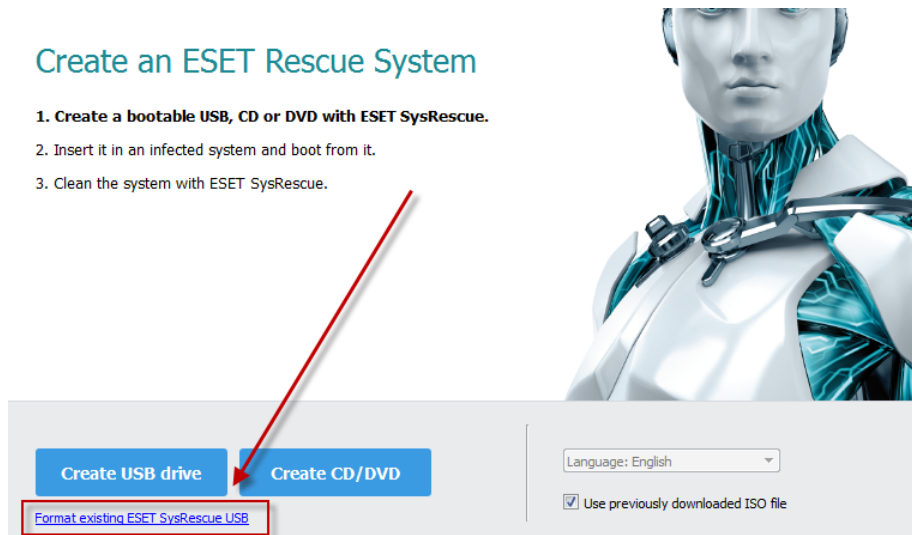 Create an ESET Rescue System
1. Create a bootable USB, CD or DVD with ESET SysRescue.
2. Insert it in an infected system and boot from it.
3. Clean the system with ESET SysRescue.
Create USB drive
Create CD/DVD
Format existing ESET SysRescue USB
Language: English
Use previously downloaded ISO file